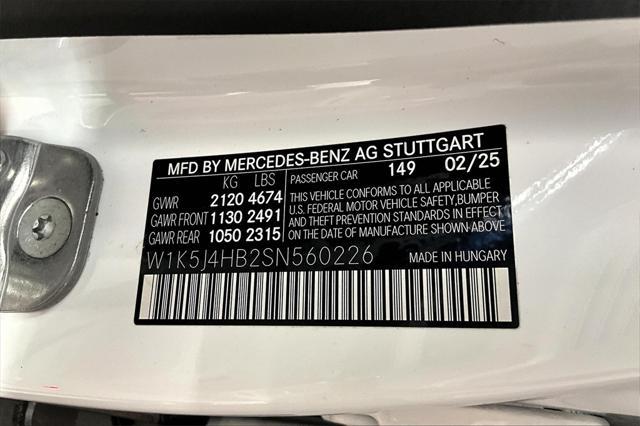 MFD BY MERCEDES-BENZ AG STUTTGART
KG LBS
GVWR 2120 4674
GAWR FRONT 1130 2491
GAWR REAR 1050 2315
PASSENGER CAR 149 02/25
THIS VEHICLE CONFORMS TO ALL APPLICABLE
U.S. FEDERAL MOTOR VEHICLE SAFETY,BUMPER
AND THEFT PREVENTION STANDARDS IN EFFECT
ON THE DATE OF MANUFACTURE SHOWN ABOVE.
W1K5J4HB2SN560226
MADE IN HUNGARY